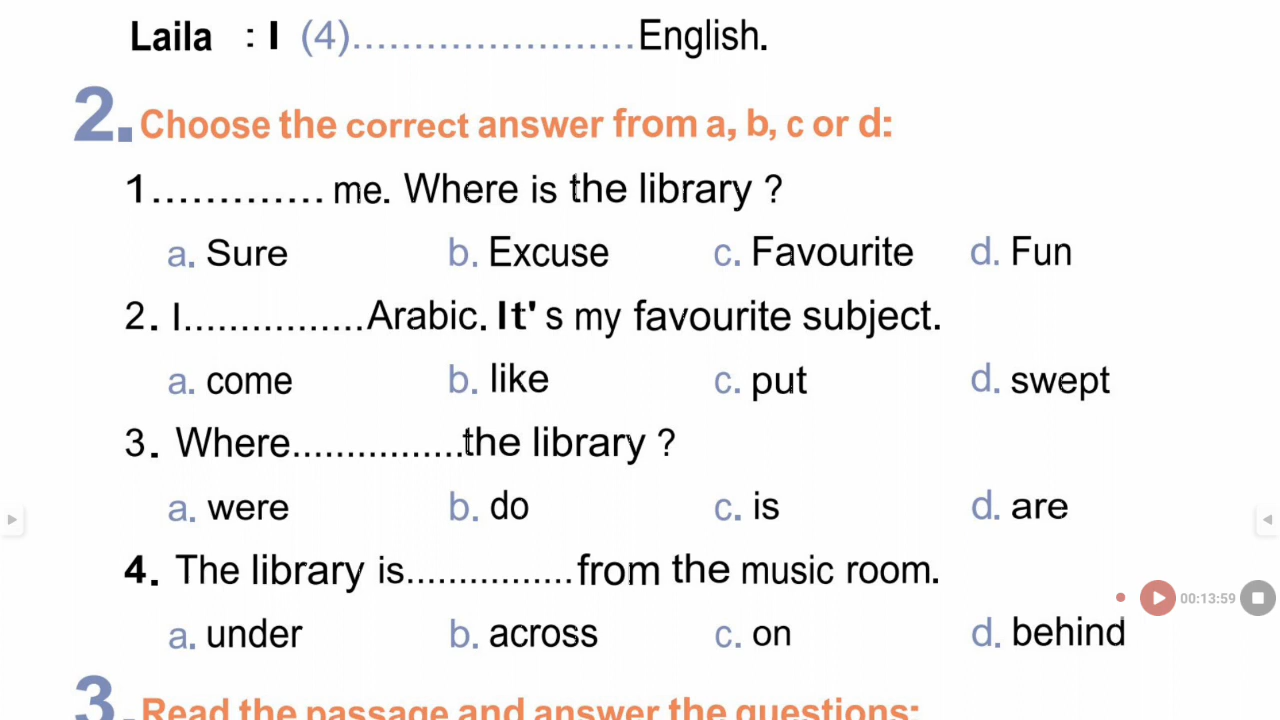 Laila : I (4).......................English.
2. Choose the correct answer from a, b, c or d:
1............. me. Where is the library ?
a. Sure b. Excuse c. Favourite d. Fun
2. I................Arabic. It's my favourite subject.
a. come b. like c. put d. swept
3. Where................the library ?
a. were b. do c. is d. are
4. The library is................from the music room.
00:13:59
a. under b. across c. on d. behind
3. Read the passage and answer the questions: